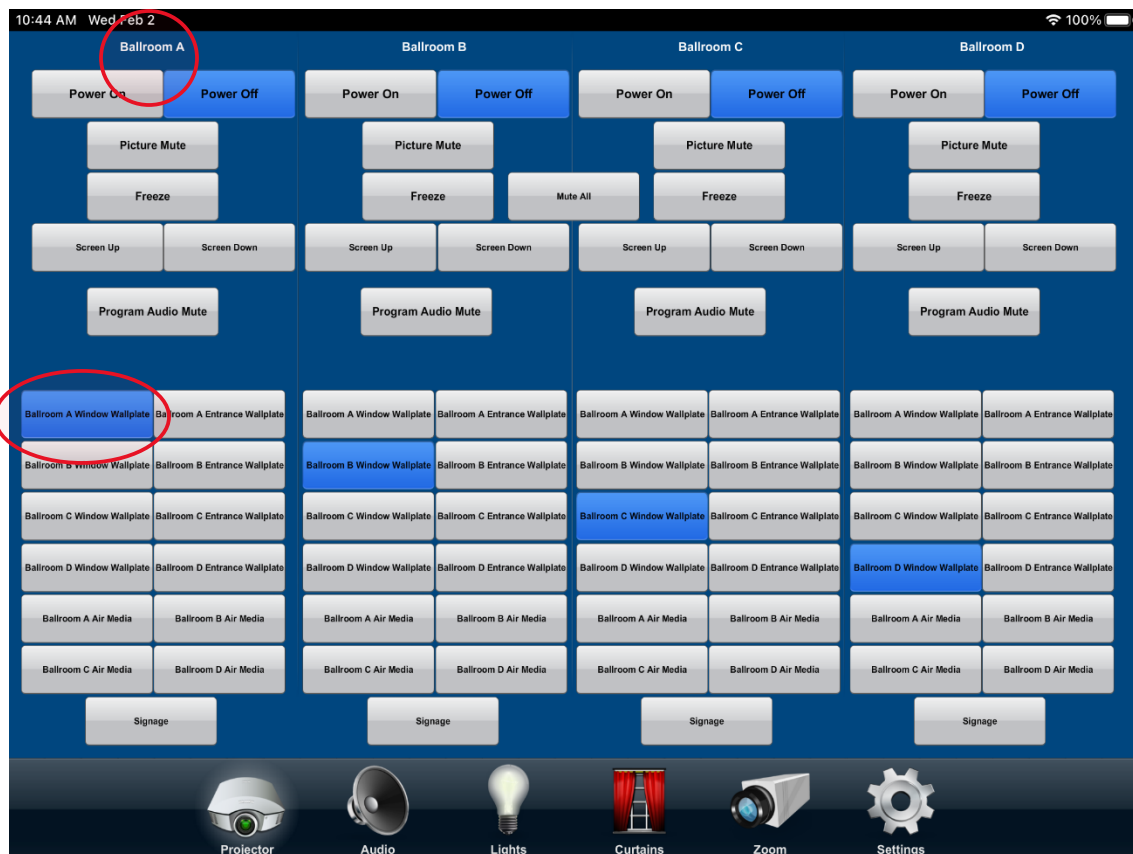 10:44 AM Wed Feb 2 100%
Ballroom A Ballroom B Ballroom C Ballroom D
Power On Power Off Power On Power Off Power On Power Off Power On Power Off
Picture Mute Picture Mute Picture Mute Picture Mute
Freeze Freeze Mute All Freeze Freeze
Screen Up Screen Down Screen Up Screen Down Screen Up Screen Down Screen Up Screen Down
Program Audio Mute Program Audio Mute Program Audio Mute Program Audio Mute
Ballroom A Window Wallplate Ballroom A Entrance Wallplate Ballroom A Window Wallplate Ballroom A Entrance Wallplate Ballroom A Window Wallplate Ballroom A Entrance Wallplate Ballroom A Window Wallplate Ballroom A Entrance Wallplate
Ballroom B Window Wallplate Ballroom B Entrance Wallplate Ballroom B Window Wallplate Ballroom B Entrance Wallplate Ballroom B Window Wallplate Ballroom B Entrance Wallplate Ballroom B Window Wallplate Ballroom B Entrance Wallplate
Ballroom C Window Wallplate Ballroom C Entrance Wallplate Ballroom C Window Wallplate Ballroom C Entrance Wallplate Ballroom C Window Wallplate Ballroom C Entrance Wallplate Ballroom C Window Wallplate Ballroom C Entrance Wallplate
Ballroom D Window Wallplate Ballroom D Entrance Wallplate Ballroom D Window Wallplate Ballroom D Entrance Wallplate Ballroom D Window Wallplate Ballroom D Entrance Wallplate Ballroom D Window Wallplate Ballroom D Entrance Wallplate
Ballroom A Air Media Ballroom B Air Media Ballroom A Air Media Ballroom B Air Media Ballroom A Air Media Ballroom B Air Media Ballroom A Air Media Ballroom B Air Media
Ballroom C Air Media Ballroom D Air Media Ballroom C Air Media Ballroom D Air Media Ballroom C Air Media Ballroom D Air Media Ballroom C Air Media Ballroom D Air Media
Signage Signage Signage Signage
Projector Audio Lights Curtains Zoom Settings